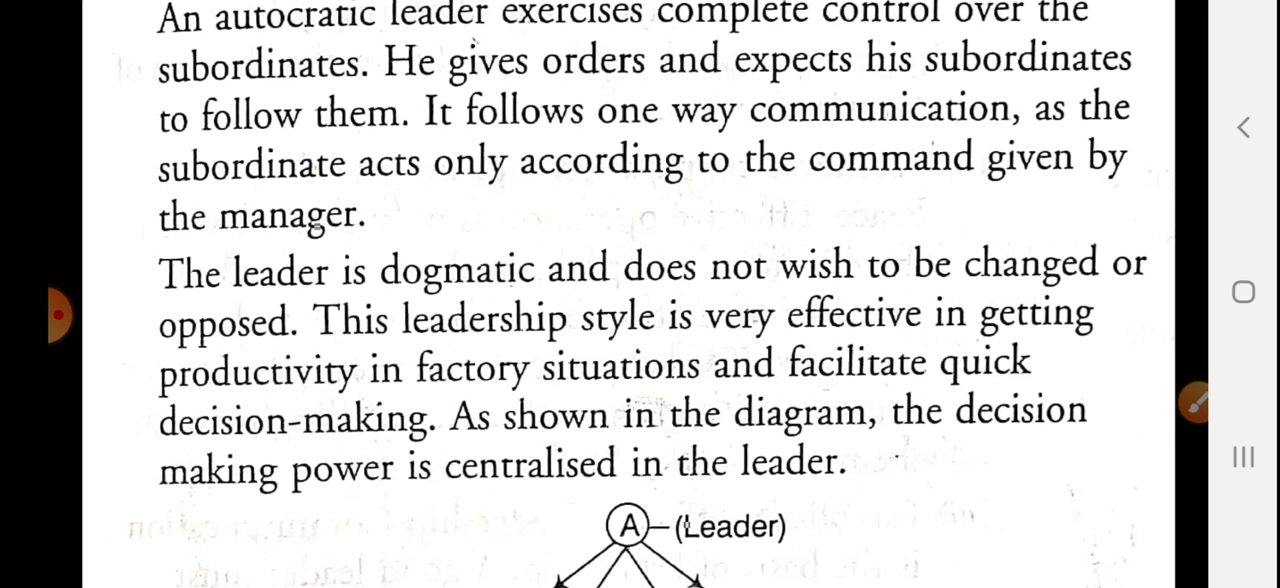 An autocratic leader exercises complete control over the
subordinates. He gives orders and expects his subordinates
to follow them. It follows one way communication, as the
subordinate acts only according to the command given by
the manager.
The leader is dogmatic and does not wish to be changed or
opposed. This leadership style is very effective in getting
productivity in factory situations and facilitate quick
decision-making. As shown in the diagram, the decision
making power is centralised in the leader.
A (Leader)